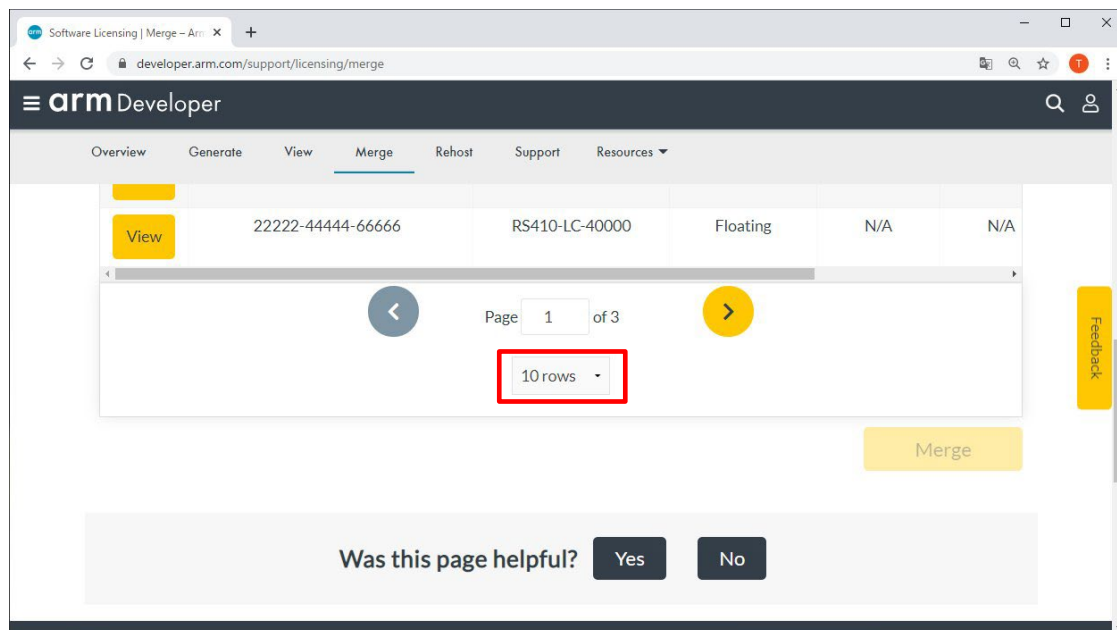 Software Licensing | Merge – Arm
developer.arm.com/support/licensing/merge
T
arm Developer
Overview Generate View Merge Rehost Support Resources
View 22222-44444-66666 RS410-LC-40000 Floating N/A N/A
Page 1 of 3
10 rows
Feedback
Merge
Was this page helpful? Yes No